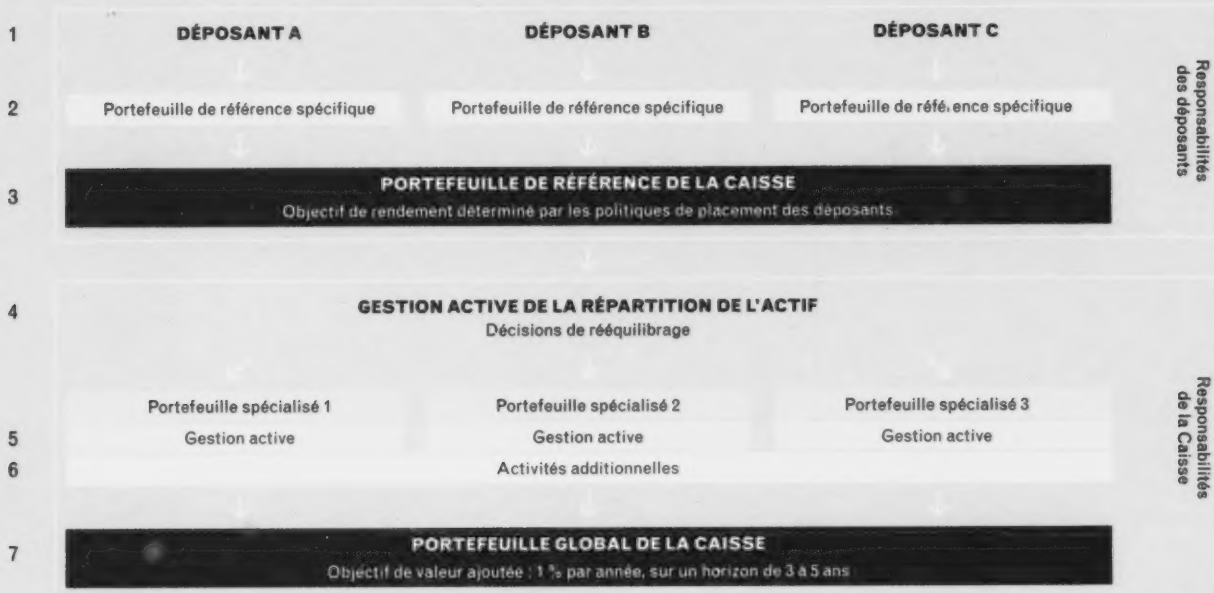 1 DÉPOSANT A DÉPOSANT B DÉPOSANT C
2 Portefeuille de référence spécifique Portefeuille de référence spécifique Portefeuille de réfé.ence spécifique
Responsabilités
des déposants
3 PORTEFEUILLE DE RÉFÉRENCE DE LA CAISSE
Objectif de rendement déterminé par les politiques de placement des déposants
4 GESTION ACTIVE DE LA RÉPARTITION DE L'ACTIF
Décisions de rééquilibrage
Portefeuille spécialisé 1 Portefeuille spécialisé 2 Portefeuille spécialisé 3
5 Gestion active Gestion active Gestion active
6 Activités additionnelles
Responsabilités
de la Caisse
7 PORTEFEUILLE GLOBAL DE LA CAISSE
Objectif de valeur ajoutée : 1 % par année, sur un horizon de 3 à 5 ans